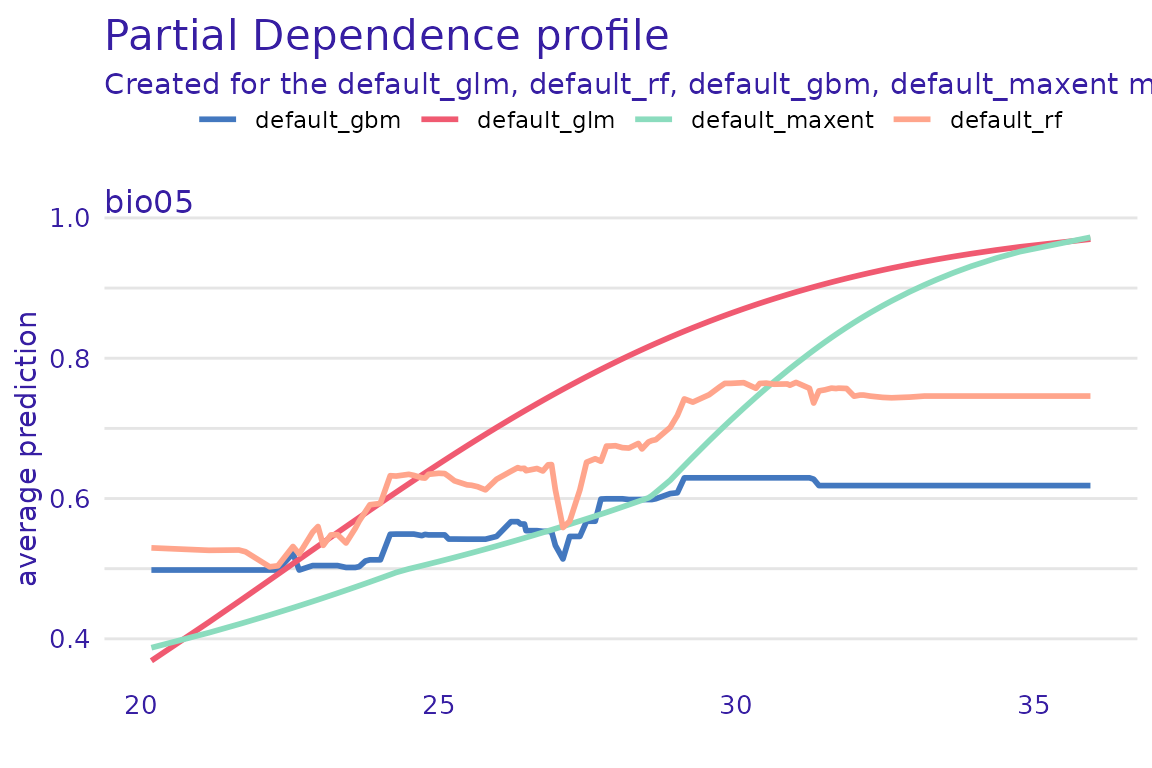 Partial Dependence profile
Created for the default_glm, default_rf, default_gbm, default_maxent m
default_gbm default_glm default_maxent default_rf
bio05
1.0
0.8
0.6
0.4
average prediction
20 25 30 35